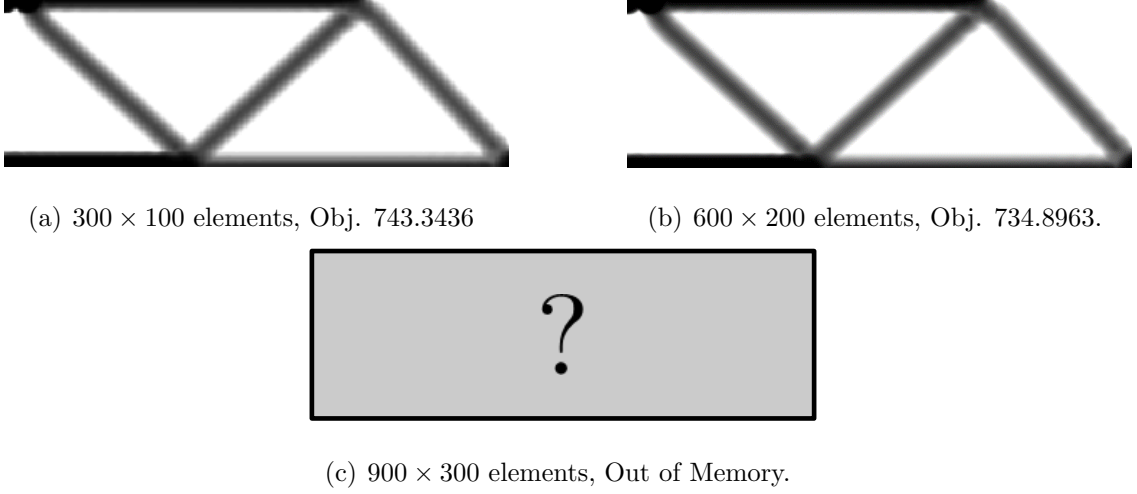 (a) 300 × 100 elements, Obj. 743.3436
(b) 600 × 200 elements, Obj. 734.8963.
?
(c) 900 × 300 elements, Out of Memory.